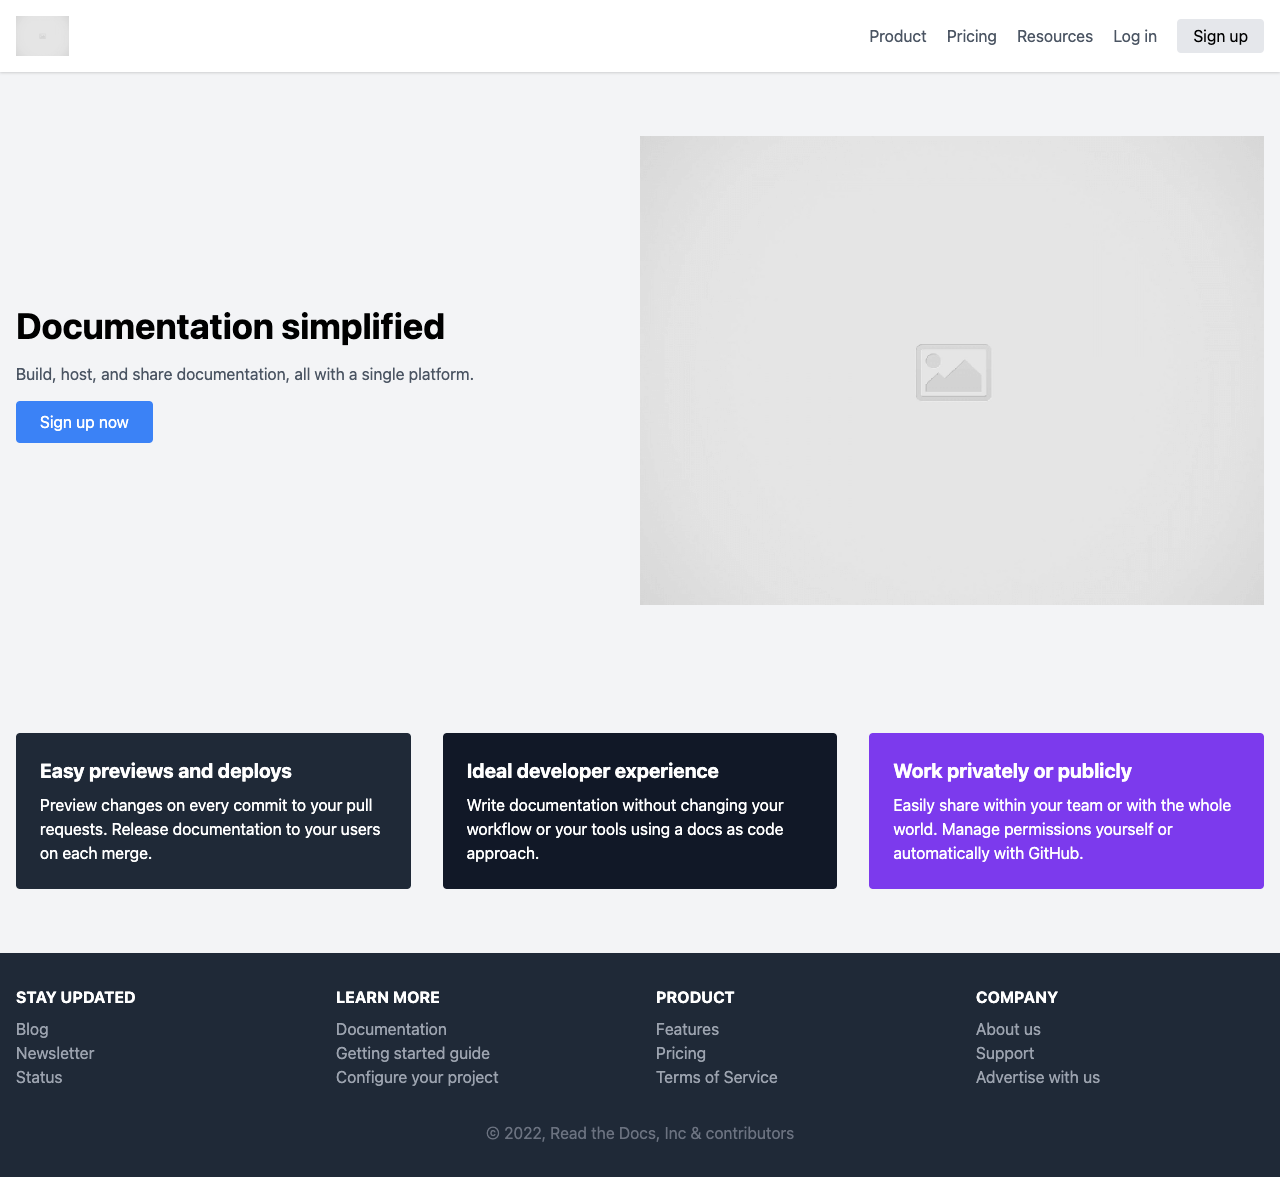 Product
Pricing
Resources
Log in
Sign up
Documentation simplified
Build, host, and share documentation, all with a single platform.
Sign up now
Easy previews and deploys
Preview changes on every commit to your pull
requests. Release documentation to your users
on each merge.
Ideal developer experience
Write documentation without changing your
workflow or your tools using a docs as code
approach.
Work privately or publicly
Easily share within your team or with the whole
world. Manage permissions yourself or
automatically with GitHub.
STAY UPDATED
Blog
Newsletter
Status
LEARN MORE
Documentation
Getting started guide
Configure your project
PRODUCT
Features
Pricing
Terms of Service
COMPANY
About us
Support
Advertise with us
© 2022, Read the Docs, Inc & contributors